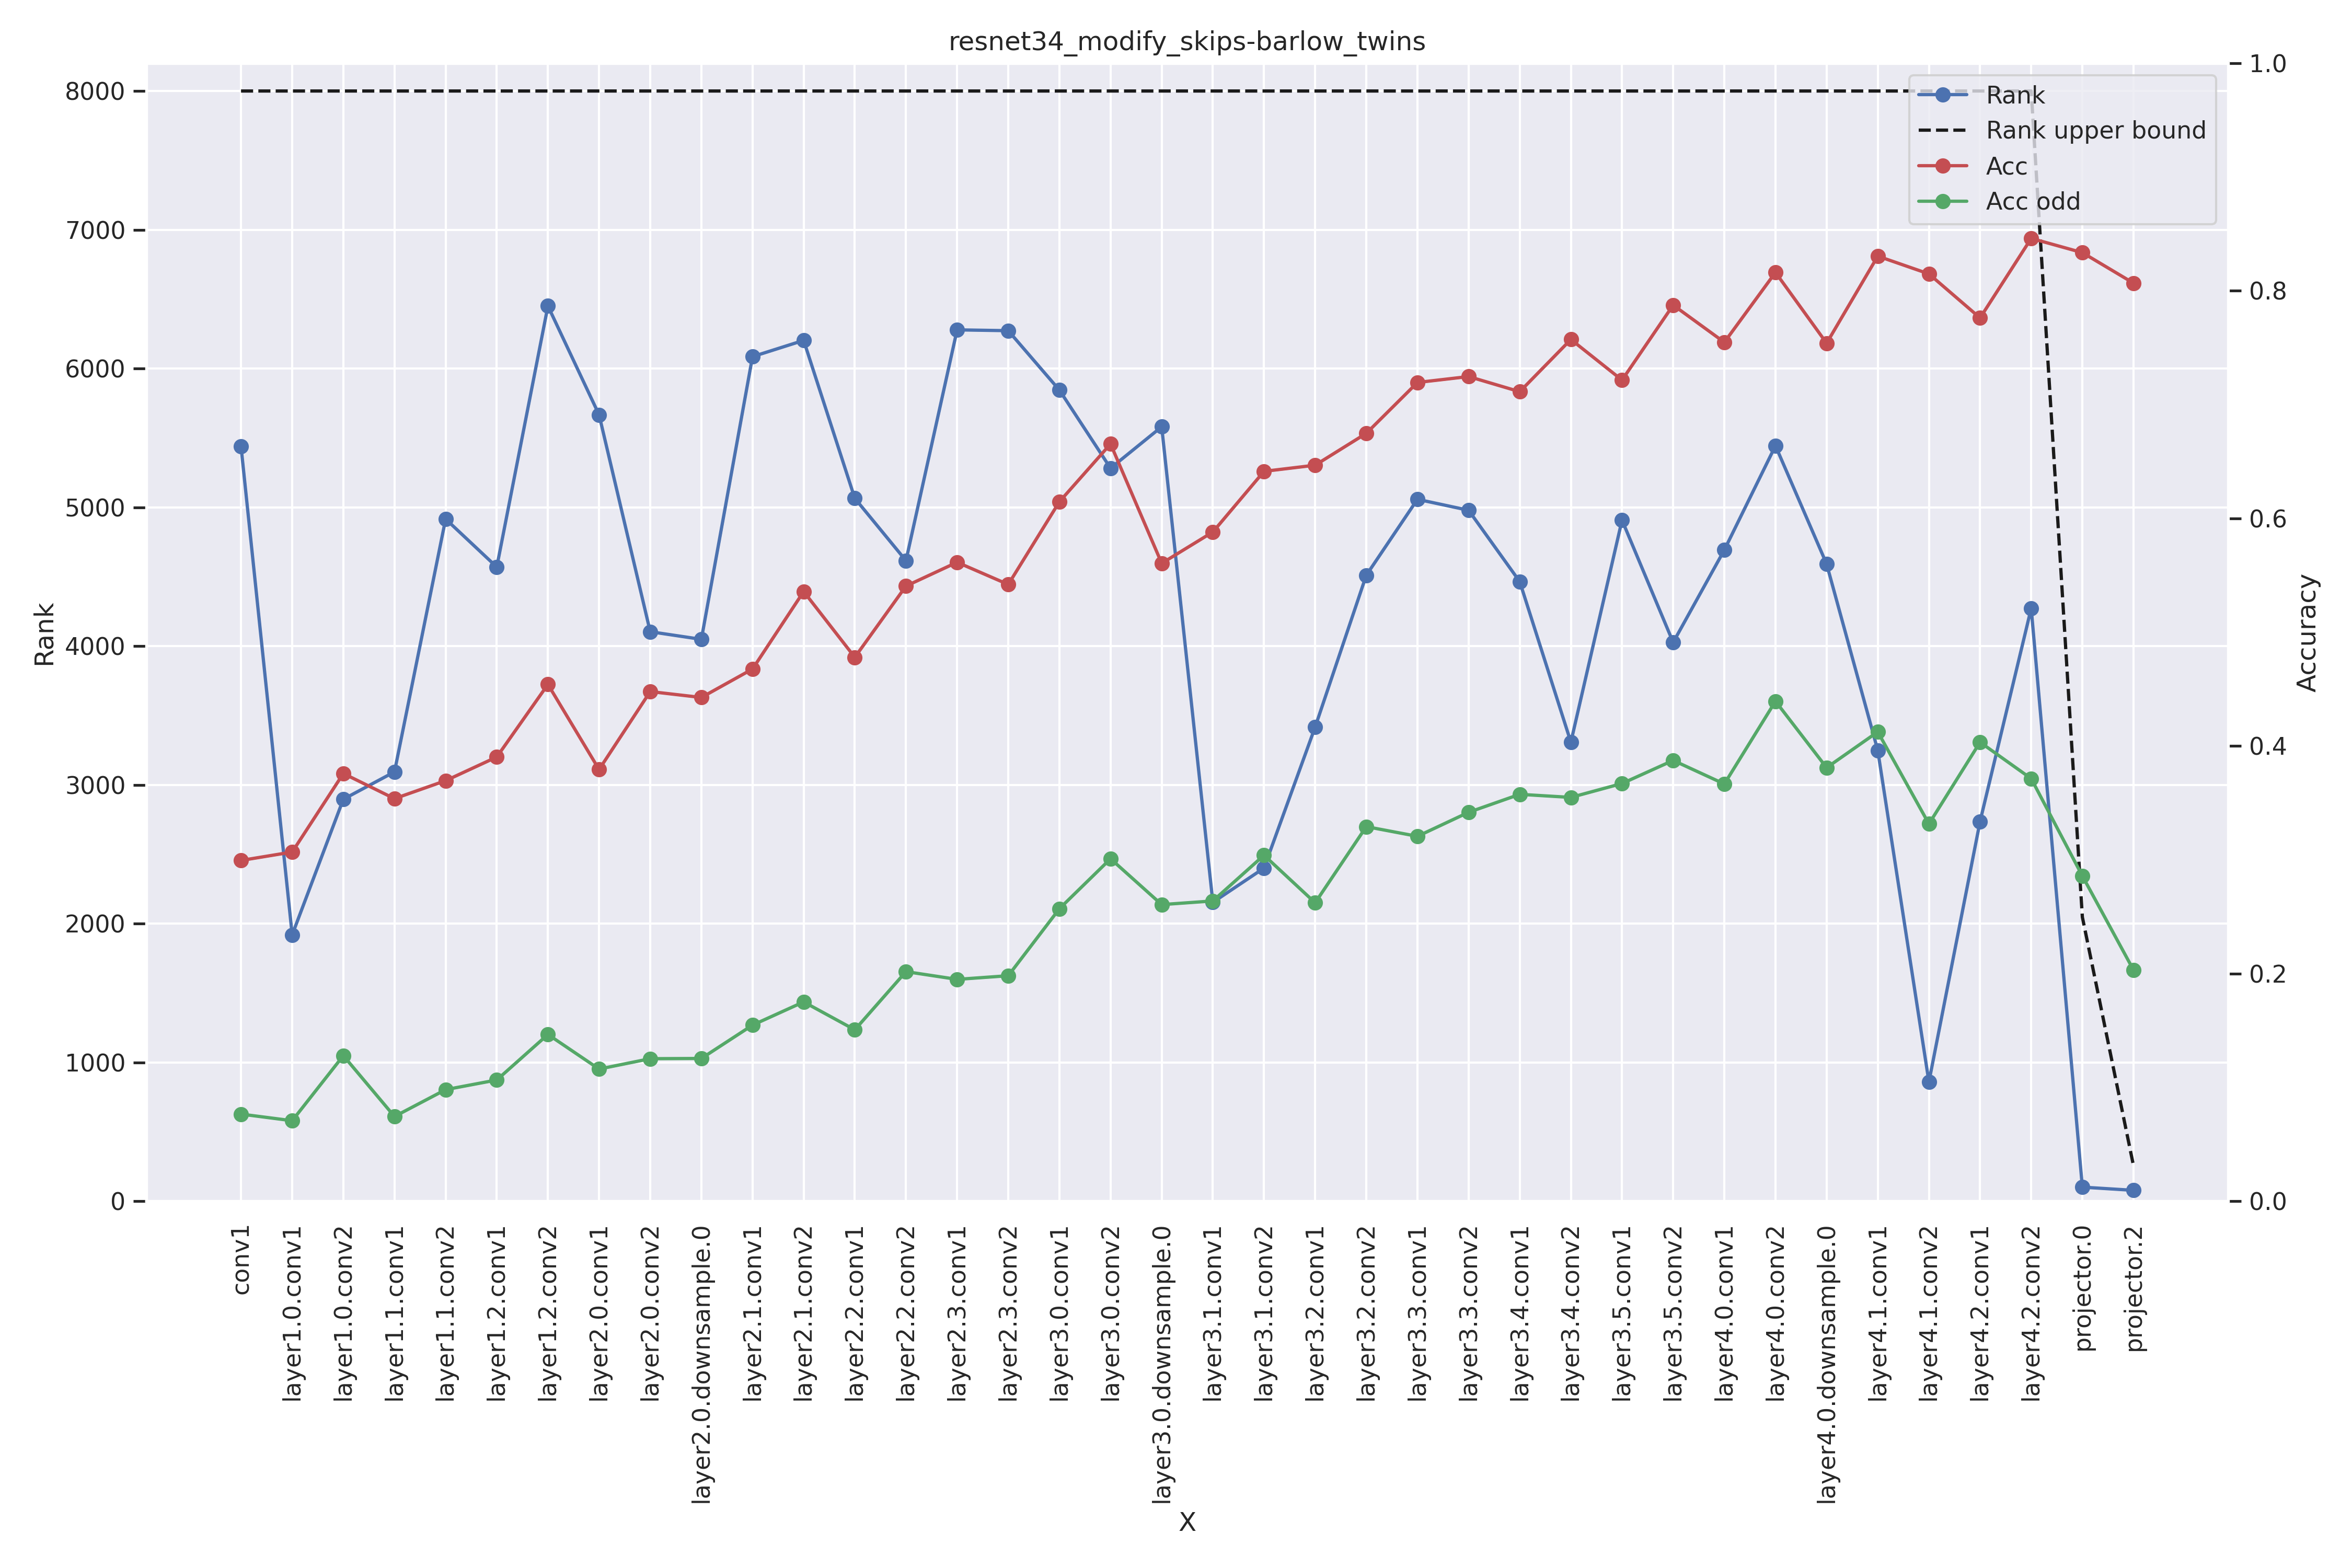 resnet34_modify_skips-barlow_twins
8000
7000
6000
5000
4000
3000
2000
1000
0
Rank
1.0
0.8
0.6
0.4
0.2
0.0
Accuracy
Rank
Rank upper bound
Acc
Acc odd
conv1
layer1.0.conv1
layer1.0.conv2
layer1.1.conv1
layer1.1.conv2
layer1.2.conv1
layer1.2.conv2
layer2.0.conv1
layer2.0.conv2
layer2.0.downsample.0
layer2.1.conv1
layer2.1.conv2
layer2.2.conv1
layer2.2.conv2
layer2.3.conv1
layer2.3.conv2
layer3.0.conv1
layer3.0.conv2
layer3.0.downsample.0
layer3.1.conv1
layer3.1.conv2
layer3.2.conv1
layer3.2.conv2
layer3.3.conv1
layer3.3.conv2
layer3.4.conv1
layer3.4.conv2
layer3.5.conv1
layer3.5.conv2
layer4.0.conv1
layer4.0.conv2
layer4.0.downsample.0
layer4.1.conv1
layer4.1.conv2
layer4.2.conv1
layer4.2.conv2
projector.0
projector.2
X